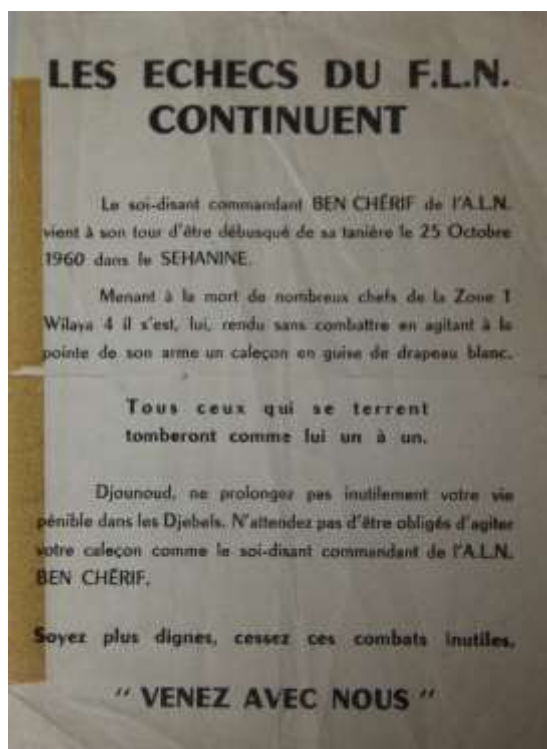 LES ECHECS DU F.L.N.
CONTINUENT
Le soi-disant commandant BEN CHÉRIF de l'A.L.N.
vient à son tour d'être débusqué de sa tanière le 25 Octobre
1960 dans le SEHANINE.
Menant à la mort de nombreux chefs de la Zone 1
Wilaya 4 il s'est, lui, rendu sans combattre en agitant à la
pointe de son arme un caleçon en guise de drapeau blanc.
Tous ceux qui se terrent
tomberont comme lui un à un.
Djounoud, ne prolongez pas inutilement votre vie
pénible dans les Djebels. N'attendez pas d'être obligés d'agiter
votre caleçon comme le soi-disant commandant de l'A.L.N.
BEN CHÉRIF.
Soyez plus dignes, cessez ces combats inutiles.
" VENEZ AVEC NOUS "